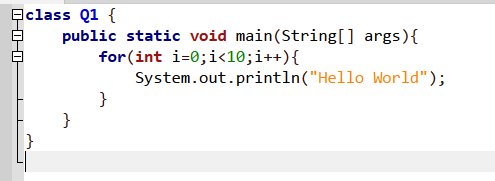 class Q1 {
    public static void main(String[] args){
        for(int i=0;i<10;i++){
            System.out.println("Hello World");
        }
    }
}